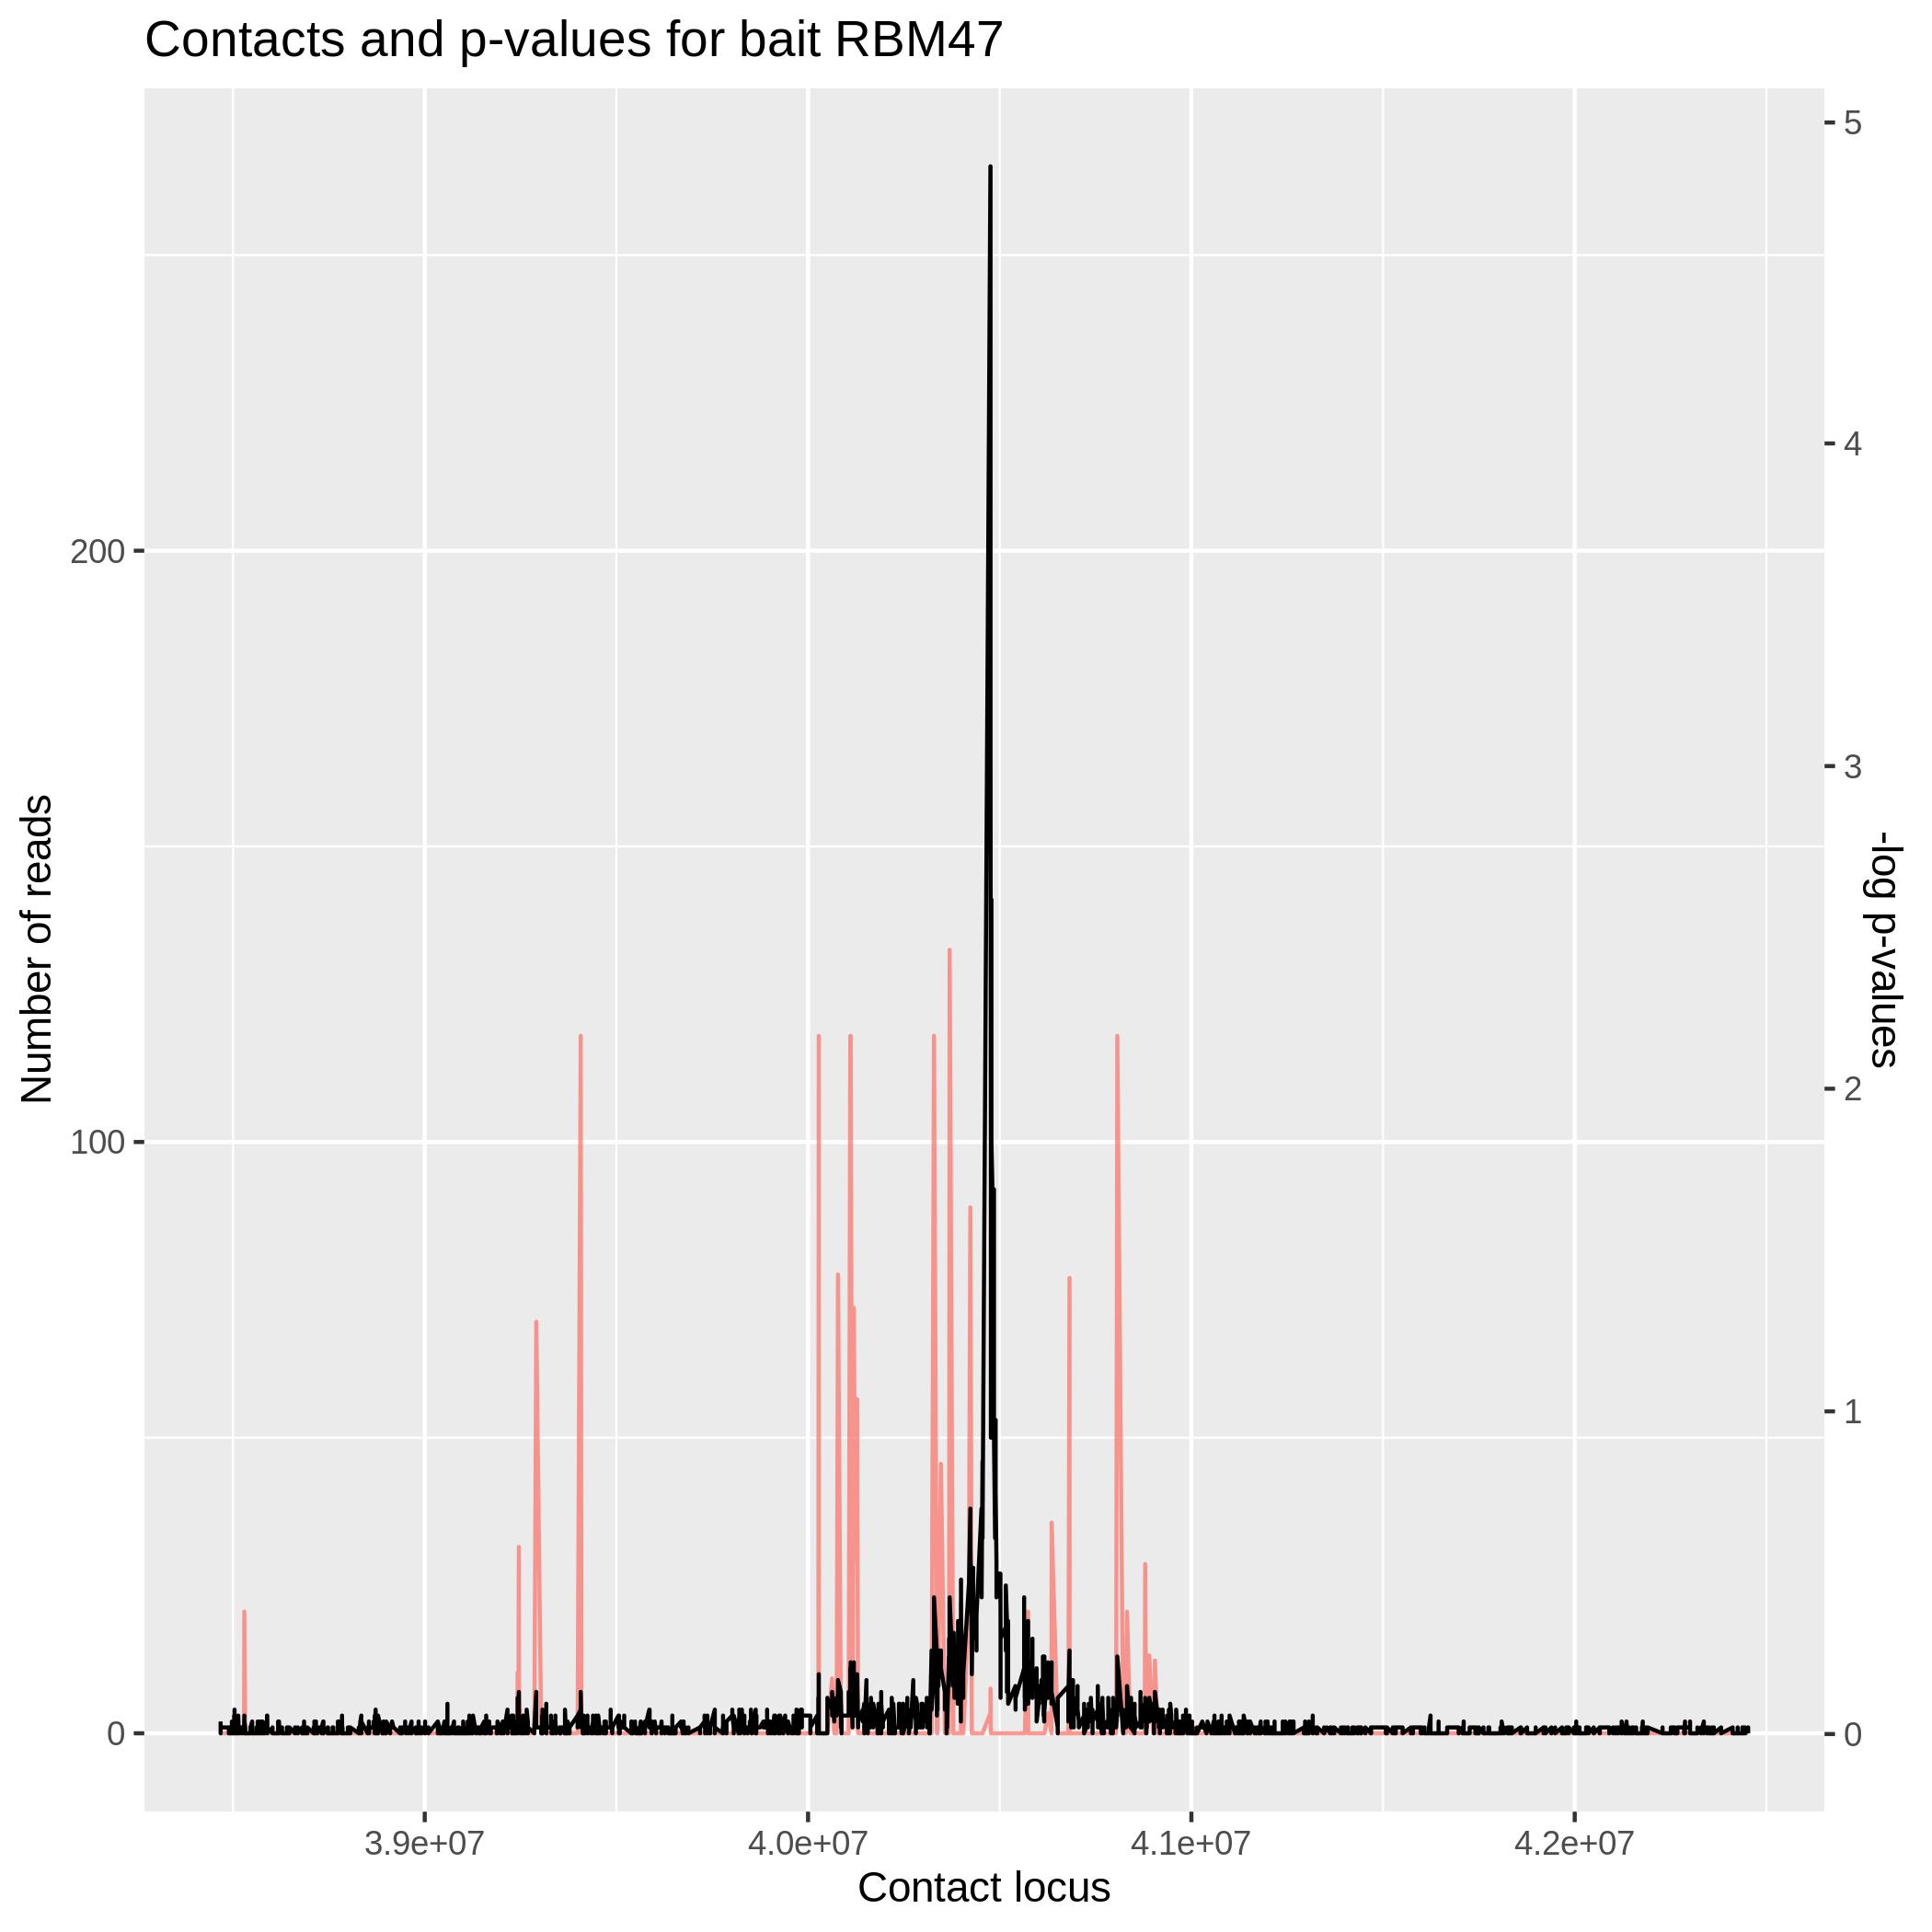 Contacts and p-values for bait RBM47
Number of reads
200
100
0
5
4
3
2
1
0
-log p-values
3.9e+07
4.0e+07
4.1e+07
4.2e+07
Contact locus